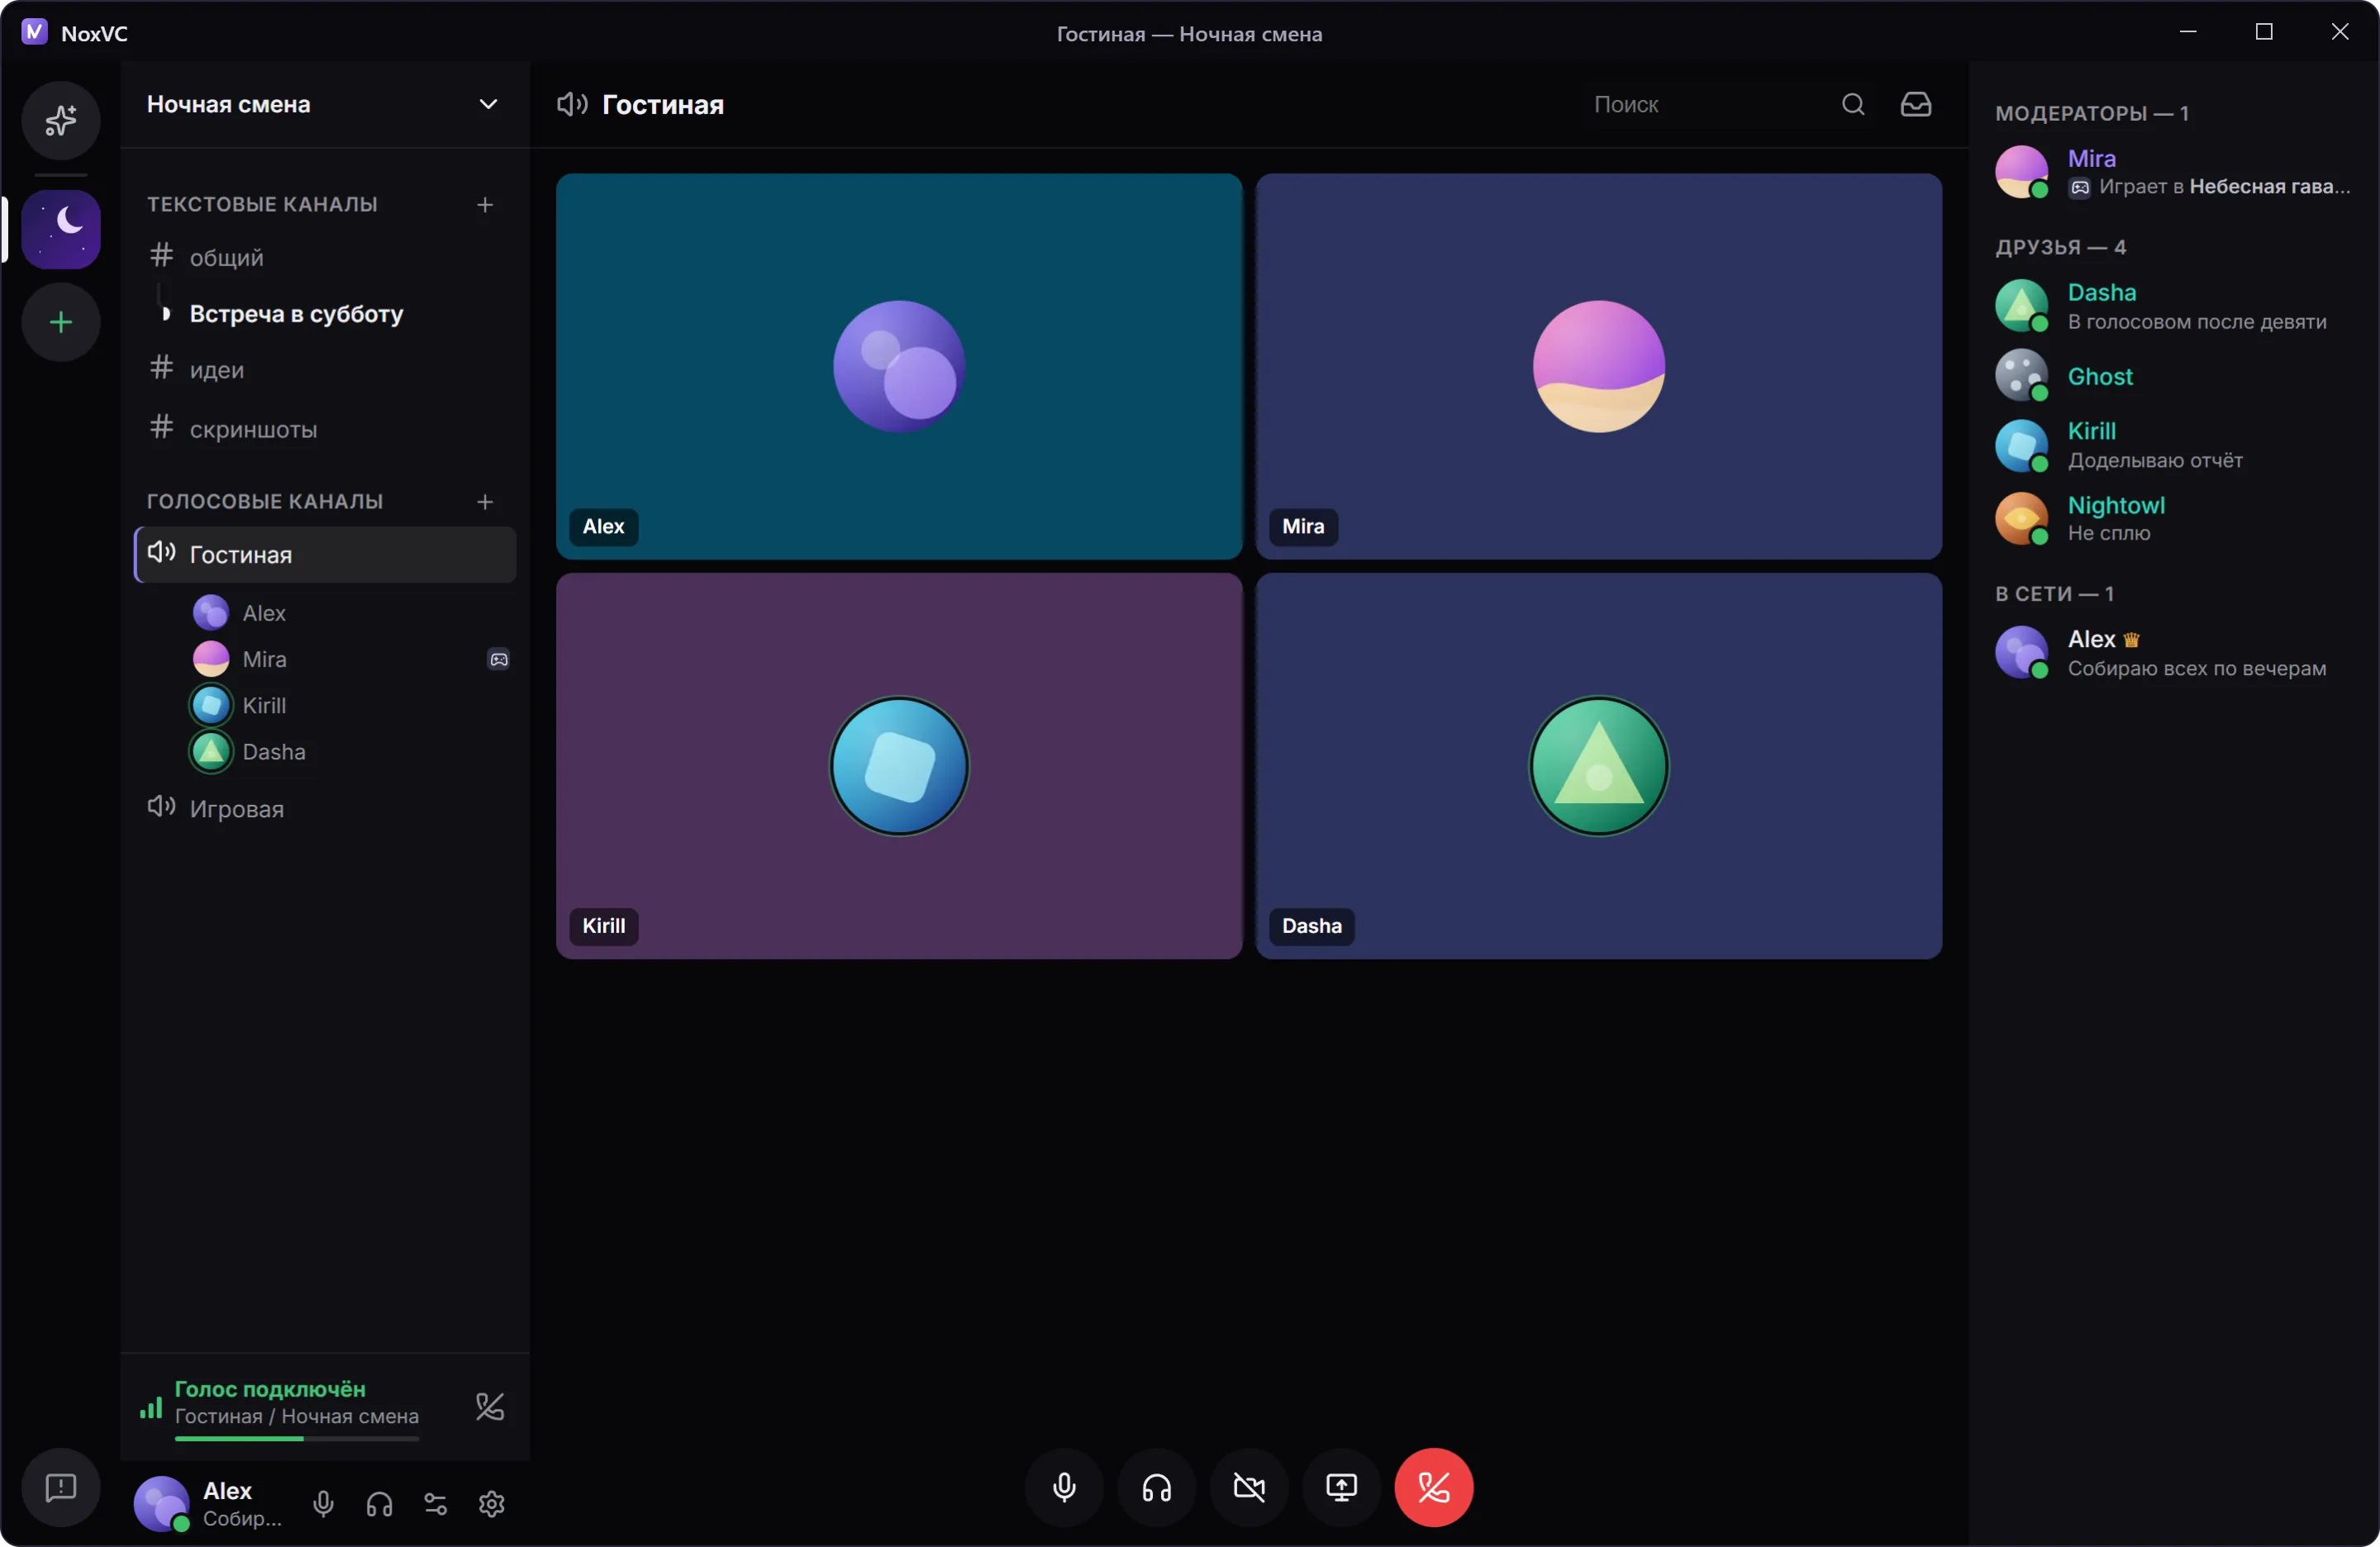 NoxVC
Гостиная — Ночная смена
Ночная смена
ТЕКСТОВЫЕ КАНАЛЫ
общий
Встреча в субботу
идеи
скриншоты
ГОЛОСОВЫЕ КАНАЛЫ
Гостиная
Alex
Mira
Kirill
Dasha
Игровая
Голос подключён
Гостиная / Ночная смена
Alex
Собир...
Гостиная
Поиск
Alex
Mira
Kirill
Dasha
МОДЕРАТОРЫ — 1
Mira
Играет в Небесная гава...
ДРУЗЬЯ — 4
Dasha
В голосовом после девяти
Ghost
Kirill
Доделываю отчёт
Nightowl
Не сплю
В СЕТИ — 1
Alex
Собираю всех по вечерам